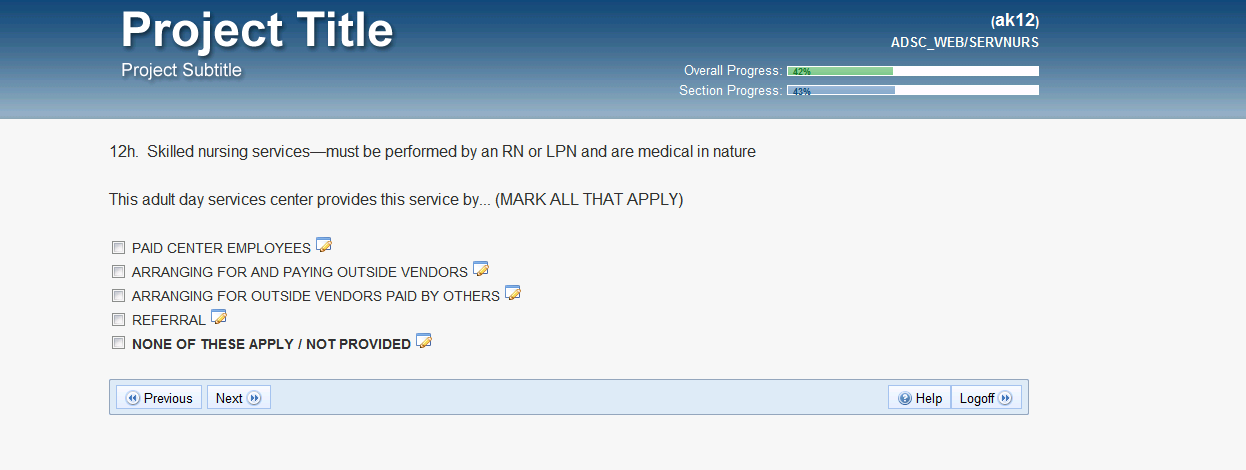 Project Title
Project Subtitle
(ak12)
ADSC_WEB/SERVNURS
Overall Progress: 42%
Section Progress: 43%
12h. Skilled nursing services—must be performed by an RN or LPN and are medical in nature
This adult day services center provides this service by... (MARK ALL THAT APPLY)
PAID CENTER EMPLOYEES
ARRANGING FOR AND PAYING OUTSIDE VENDORS
ARRANGING FOR OUTSIDE VENDORS PAID BY OTHERS
REFERRAL
NONE OF THESE APPLY / NOT PROVIDED
Previous Next Help Logoff